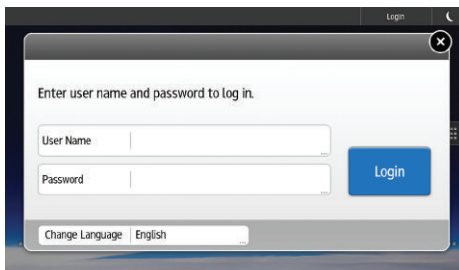 Login
Enter user name and password to log in.
User Name
...
Password
...
Login
Change Language English
...